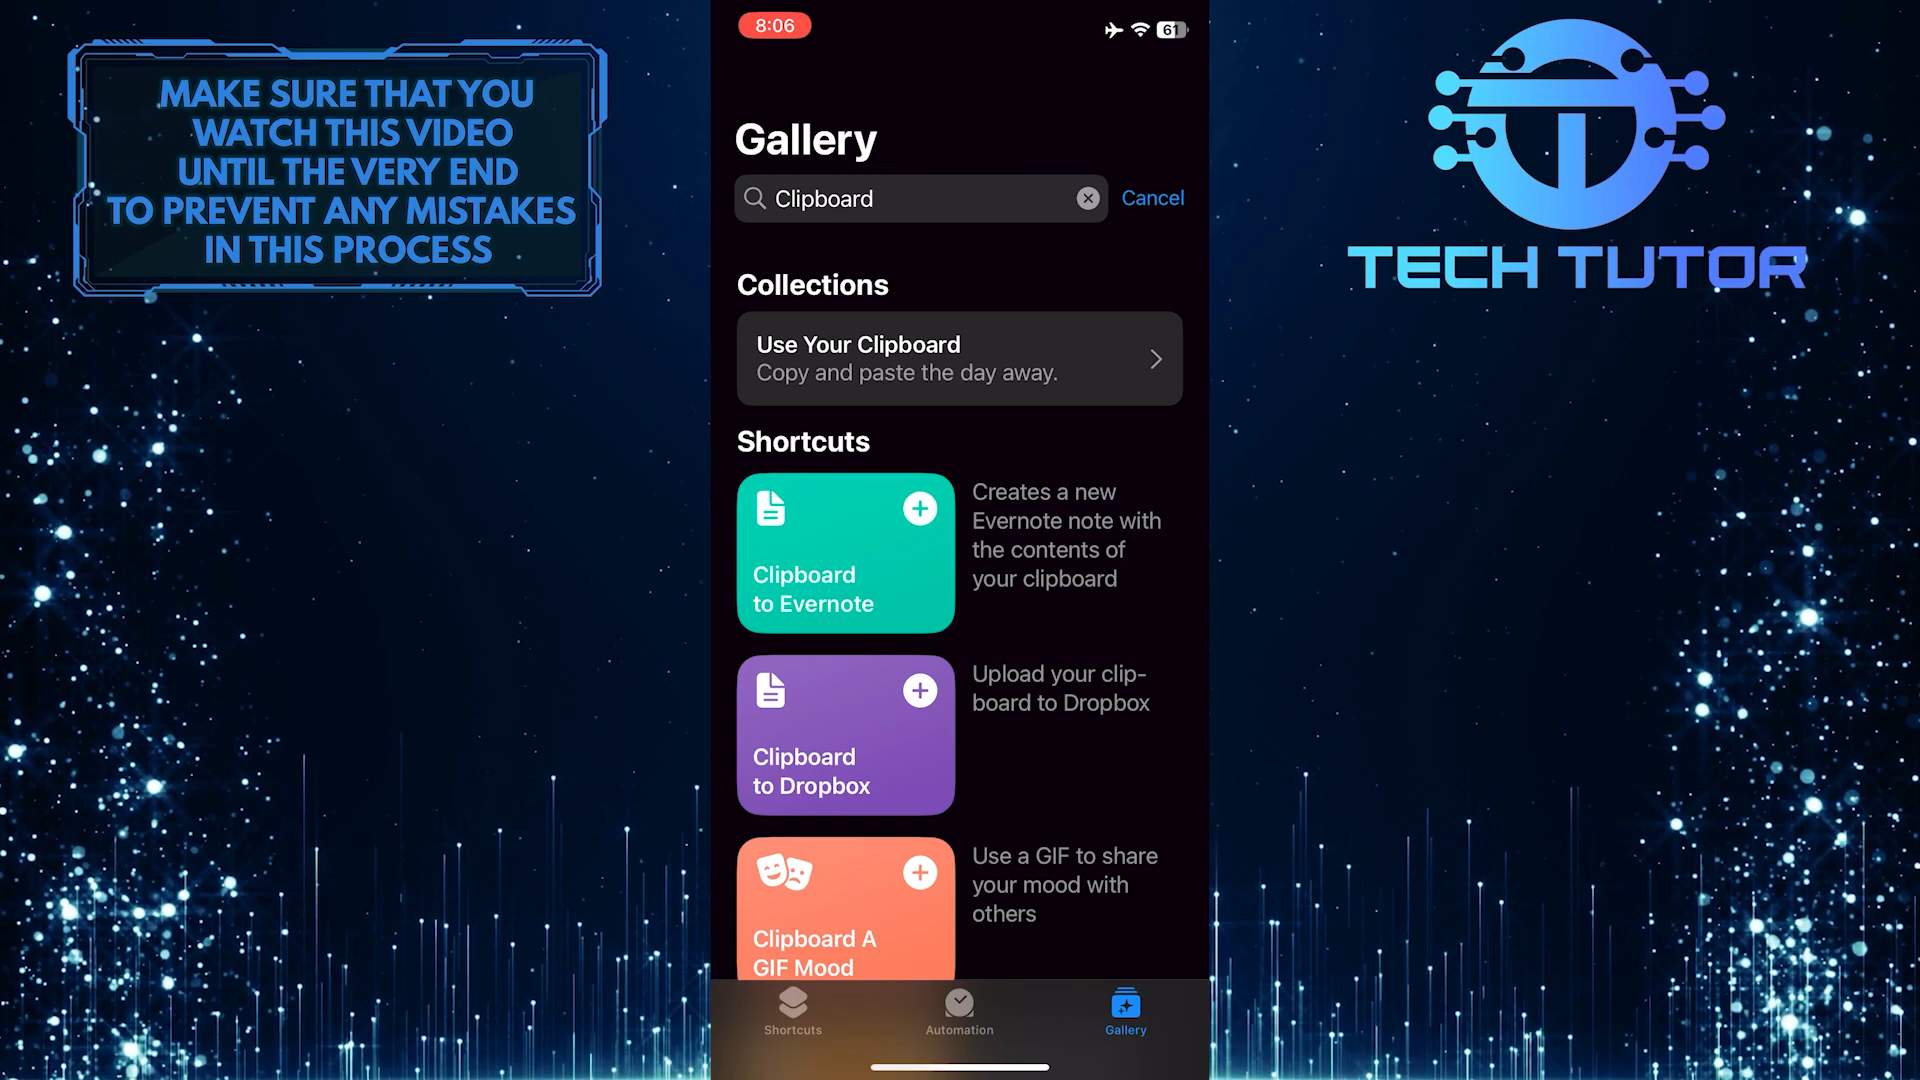 MAKE SURE THAT YOU
WATCH THIS VIDEO
UNTIL THE VERY END
TO PREVENT ANY MISTAKES
IN THIS PROCESS
8:06
61
Gallery
Clipboard
Cancel
Collections
Use Your Clipboard
Copy and paste the day away.
Shortcuts
Clipboard
to Evernote
Creates a new
Evernote note with
the contents of
your clipboard
Clipboard
to Dropbox
Upload your clip-
board to Dropbox
Clipboard A
GIF Mood
Use a GIF to share
your mood with
others
Shortcuts
Automation
Gallery
TECH TUTOR